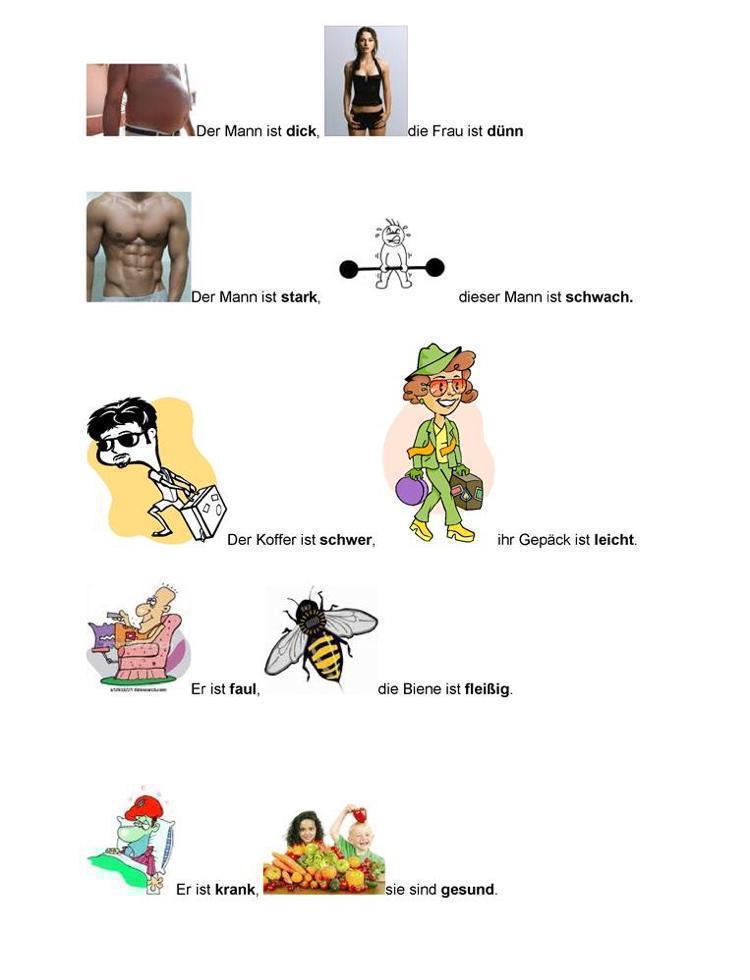 Der Mann ist dick, die Frau ist dünn
Der Mann ist stark, dieser Mann ist schwach.
Der Koffer ist schwer, ihr Gepäck ist leicht.
Er ist faul, die Biene ist fleißig.
Er ist krank, sie sind gesund.